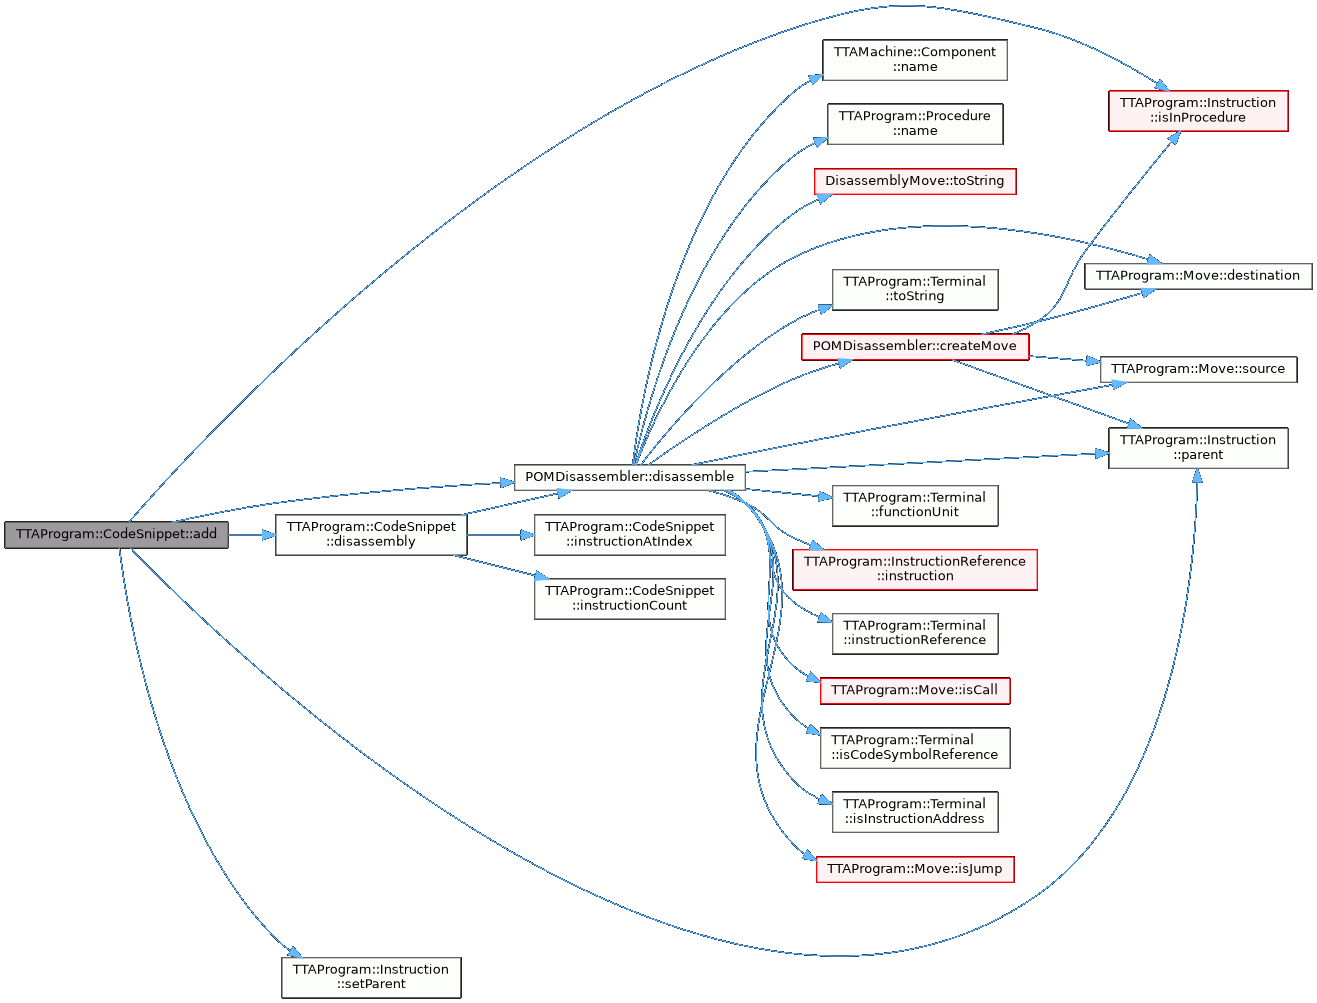 TTAMachine::Component
::name
TTAProgram::Instruction
::isInProcedure
TTAProgram::Procedure
::name
DisassemblyMove::toString
TTAProgram::Move::destination
TTAProgram::Terminal
::toString
POMDisassembler::createMove
TTAProgram::Move::source
TTAProgram::Instruction
::parent
POMDisassembler::disassemble
TTAProgram::Terminal
::functionUnit
TTAProgram::CodeSnippet::add
TTAProgram::CodeSnippet
::disassembly
TTAProgram::CodeSnippet
::instructionAtIndex
TTAProgram::InstructionReference
::instruction
TTAProgram::CodeSnippet
::instructionCount
TTAProgram::Terminal
::instructionReference
TTAProgram::Move::isCall
TTAProgram::Terminal
::isCodeSymbolReference
TTAProgram::Terminal
::isInstructionAddress
TTAProgram::Move::isJump
TTAProgram::Instruction
::setParent